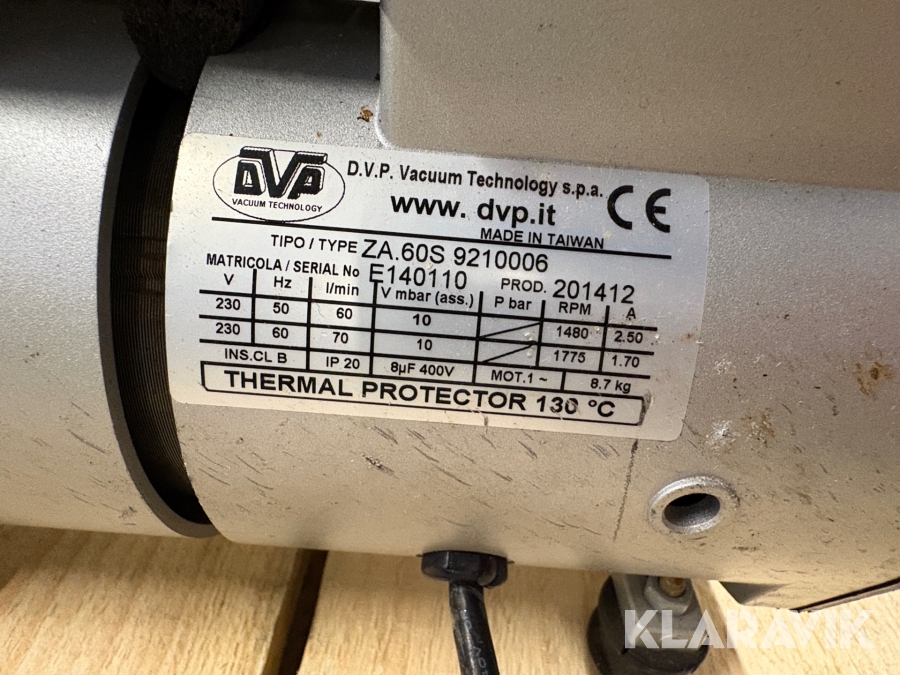 DVP
VACUUM TECHNOLOGY
D.V.P. Vacuum Technology s.p.a.
www. dvp.it
CE
MADE IN TAIWAN
TIPO / TYPE ZA.60S 9210006
MATRICOLA / SERIAL No E140110 PROD. 201412
V Hz l/min V mbar (ass.) P bar RPM A
230 50 60 10 1480 2.50
230 60 70 10 1775 1.70
INS.CL B IP 20 8µF 400V MOT.1 ~ 8.7 kg
THERMAL PROTECTOR 130 °C
KLARAVIK